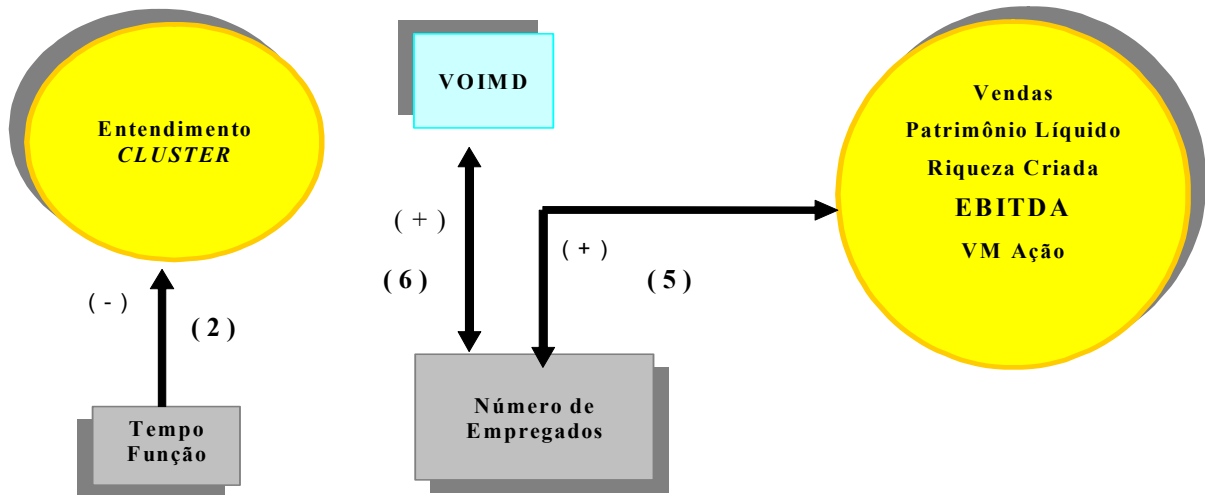 Entendimento
CLUSTER
( - )
( 2 )
Tempo
Função
VOIMD
( + )
( 6 )
( + )
( 5 )
Número de
Empregados
Vendas
Patrimônio Líquido
Riqueza Criada
EBITDA
VM Ação